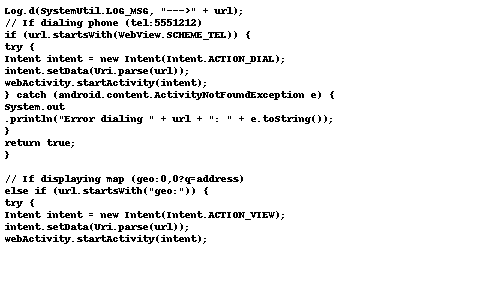 Log.d(SystemUtil.LOG_MSG, "--->" + url);
// If dialing phone (tel:5551212)
if (url.startsWith(WebView.SCHEME_TEL)) {
try {
Intent intent = new Intent(Intent.ACTION_DIAL);
intent.setData(Uri.parse(url));
webActivity.startActivity(intent);
} catch (android.content.ActivityNotFoundException e) {
System.out
.println("Error dialing " + url + ": " + e.toString());
}
return true;
}
// If displaying map (geo:0,0?q=address)
else if (url.startsWith("geo:")) {
try {
Intent intent = new Intent(Intent.ACTION_VIEW);
intent.setData(Uri.parse(url));
webActivity.startActivity(intent);